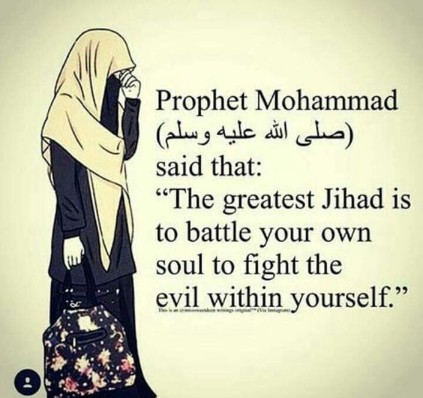 Prophet Mohammad
(صلى الله عليه وسلم)
said that:
“The greatest Jihad is
to battle your own
soul to fight the
evil within yourself.”